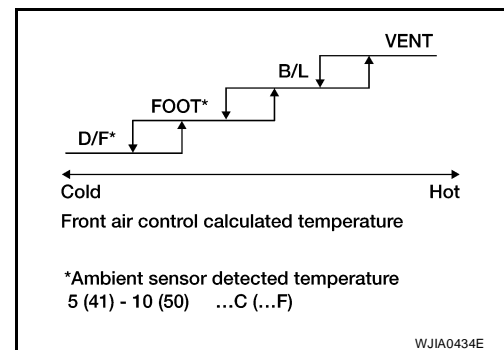 VENT
B/L
FOOT*
D/F*
Cold Hot
Front air control calculated temperature
*Ambient sensor detected temperature
5 (41) - 10 (50) ...C (...F)
WJIA0434E